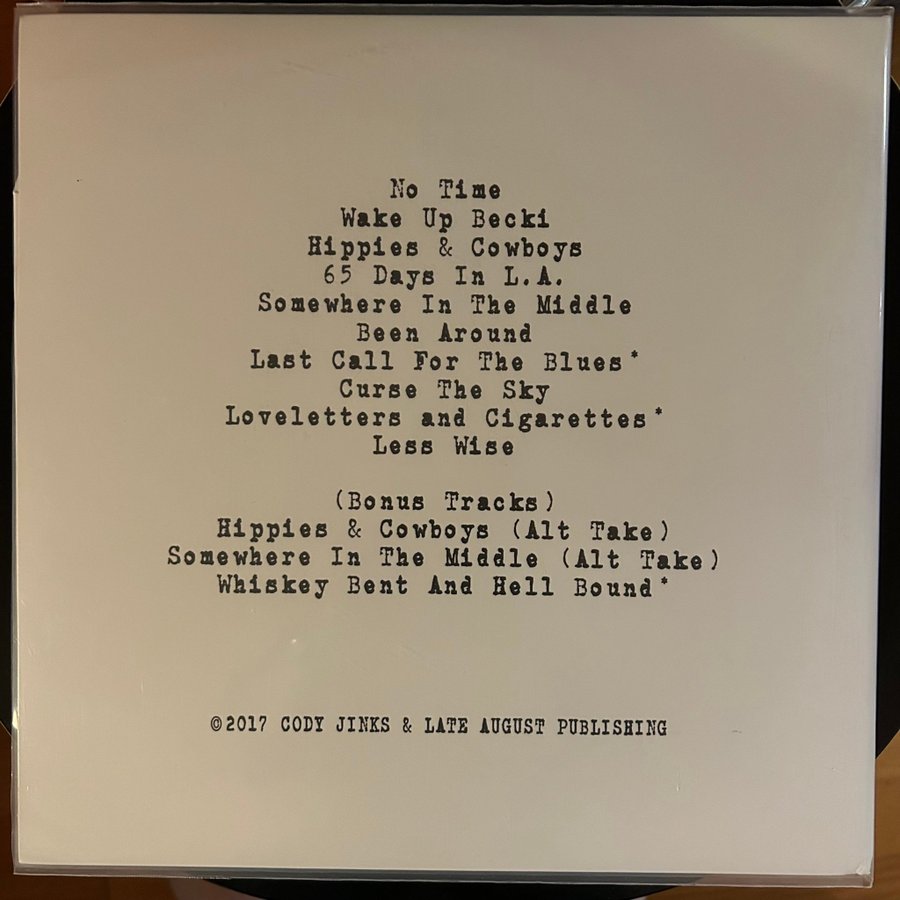 No Time
Wake Up Becki
Hippies & Cowboys
65 Days In L.A.
Somewhere In The Middle
Been Around
Last Call For The Blues*
Curse The Sky
Loveletters and Cigarettes*
Less Wise
(Bonus Tracks)
Hippies & Cowboys (Alt Take)
Somewhere In The Middle (Alt Take)
Whiskey Bent And Hell Bound*
©2017 CODY JINKS & LATE AUGUST PUBLISHING